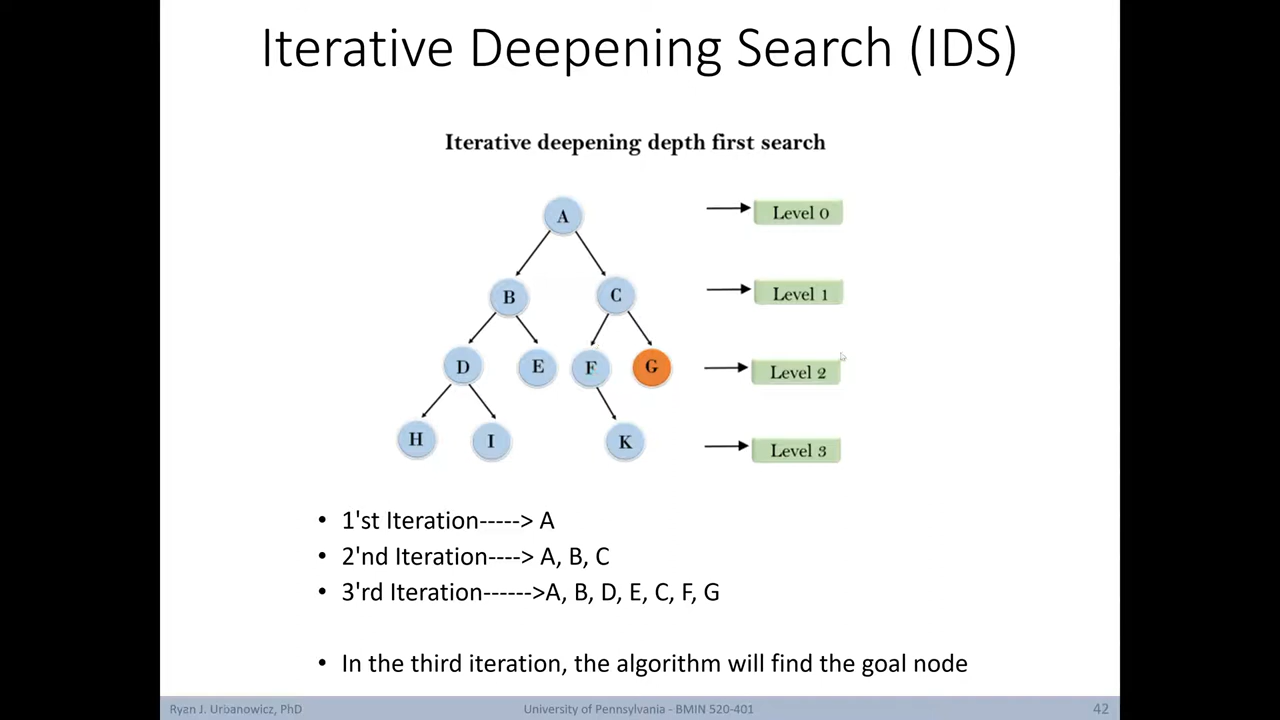 Iterative Deepening Search (IDS)
Iterative deepening depth first search
A
Level 0
B
C
Level 1
D
E
F
G
Level 2
H
I
K
Level 3
• 1'st Iteration-----> A
• 2'nd Iteration----> A, B, C
• 3'rd Iteration------>A, B, D, E, C, F, G
• In the third iteration, the algorithm will find the goal node
Ryan J. Urbanowicz, PhD
University of Pennsylvania - BMIN 520-401
42